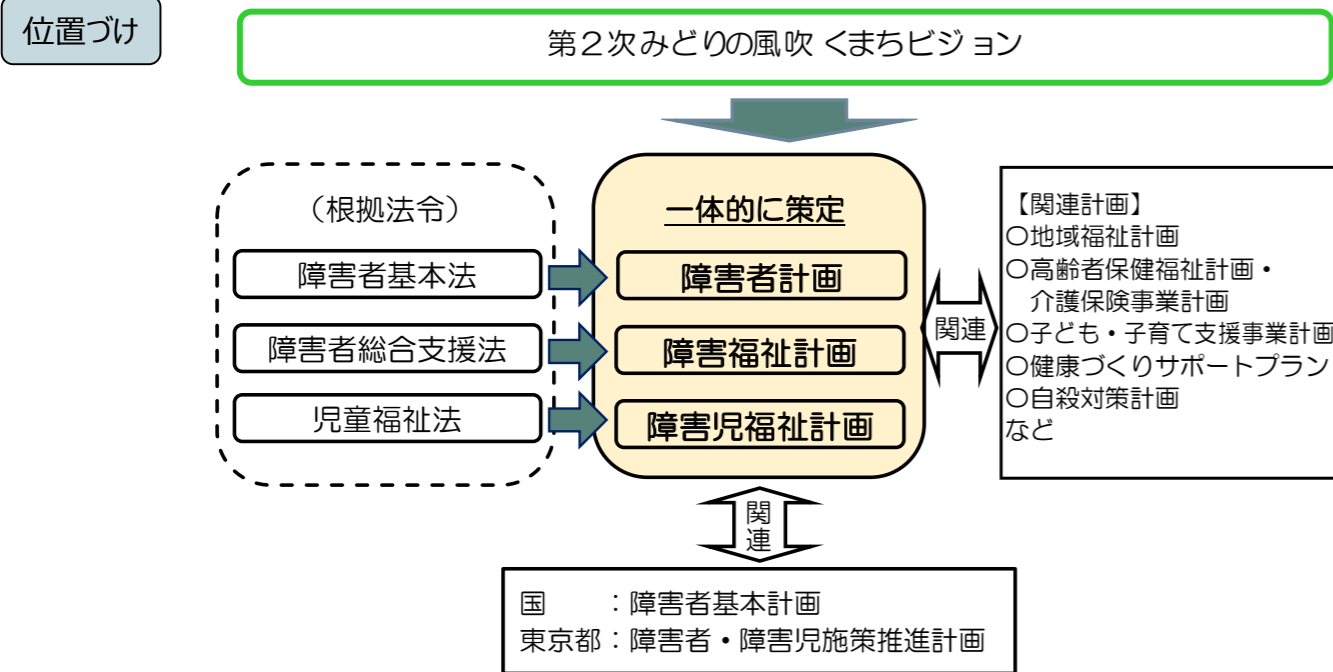 位置づけ
第2次みどりの風吹くまちビジョン
（根拠法令）
障害者基本法
障害者総合支援法
児童福祉法
一体的に策定
障害者計画
障害福祉計画
障害児福祉計画
関連
【関連計画】
○地域福祉計画
○高齢者保健福祉計画・
介護保険事業計画
○子ども・子育て支援事業計画
○健康づくりサポートプラン
○自殺対策計画
など
関
連
国　　：障害者基本計画
東京都：障害者・障害児施策推進計画